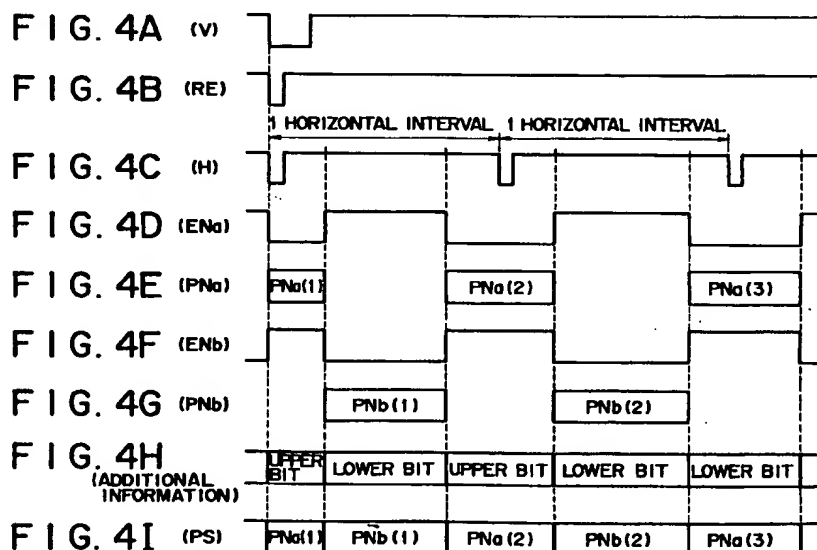 FIG. 4A (V)
FIG. 4B (RE)
1 HORIZONTAL INTERVAL 1 HORIZONTAL INTERVAL
FIG. 4C (H)
FIG. 4D (ENa)
FIG. 4E (PNa) PNa(1) PNa(2) PNa(3)
FIG. 4F (ENb)
FIG. 4G (PNb) PNb(1) PNb(2)
FIG. 4H (ADDITIONAL INFORMATION) UPPER BIT LOWER BIT UPPER BIT LOWER BIT LOWER BIT
FIG. 4I (PS) PNa(1) PNb(1) PNa(2) PNb(2) PNa(3)